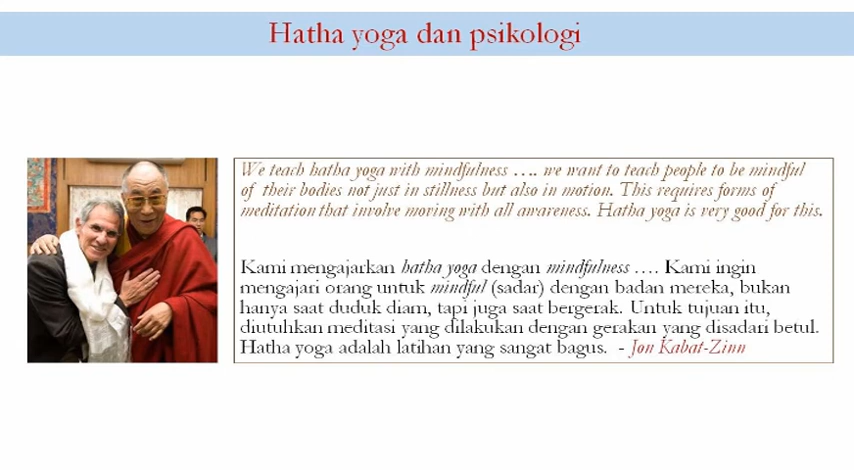 Hatha yoga dan psikologi
We teach hatha yoga with mindfulness .... we want to teach people to be mindful
of their bodies not just in stillness but also in motion. This requires forms of
meditation that involve moving with all awareness. Hatha yoga is very good for this.
Kami mengajarkan hatha yoga dengan mindfulness .... Kami ingin
mengajari orang untuk mindful (sadar) dengan badan mereka, bukan
hanya saat duduk diam, tapi juga saat bergerak. Untuk tujuan itu,
diutuhkan meditasi yang dilakukan dengan gerakan yang disadari betul.
Hatha yoga adalah latihan yang sangat bagus. - Jon Kabat-Zinn